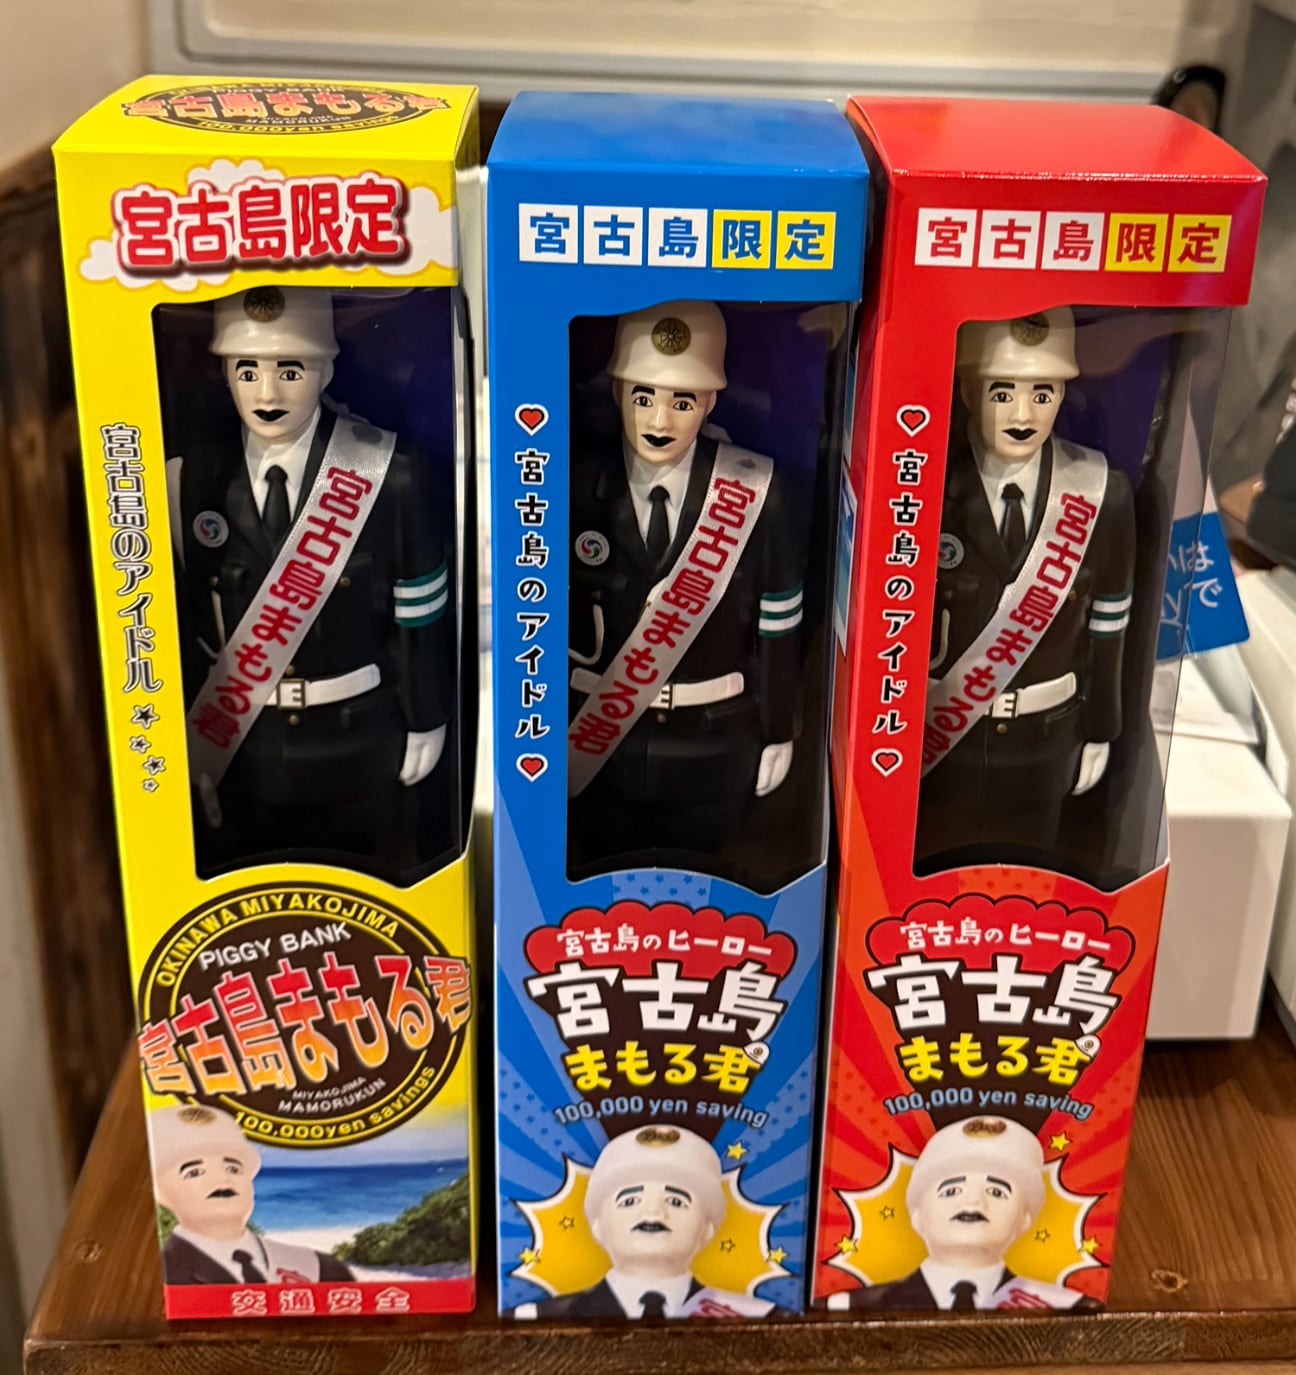 PIGGY BANK
宮古島まもる君
MIYAKOJIMA
MAMORUKUN
100,000yen savings
宮古島限定
宮古島のアイドル
宮古島まもる君
E
OKINAWA MIYAKOJIMA
PIGGY BANK
宮古島まもる君
MIYAKOJIMA
MAMORUKUN
100,000yen savings
交通安全
宮古島限定
宮古島のアイドル
宮古島まもる君
E
宮古島のヒーロー
宮古島
まもる君
100,000 yen saving
宮古島限定
宮古島のアイドル
宮古島まもる君
E
宮古島のヒーロー
宮古島
まもる君
100,000 yen saving